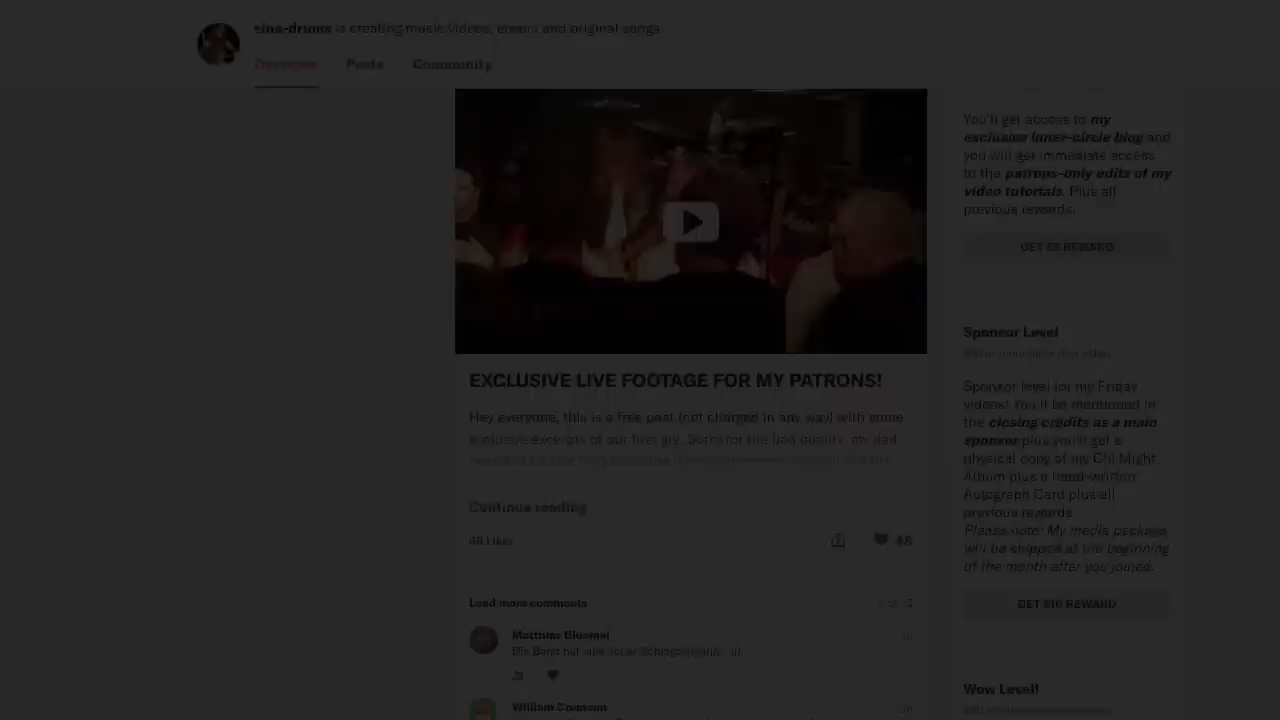 sina-drums is creating music videos, covers and original songs
Overview
Posts
Community
You'll get access to my
exclusive inner-circle blog and
you will get immediate access
to the patrons-only edits of my
video tutorials. Plus all
previous rewards.
GET REWARD
Sponsor Level
Sponsor level for my Friday
videos! You'll be mentioned in
the closing credits as a main
sponsor plus you'll get a
physical copy of my Chi Might
Album plus a hand-written
Autograph Card plus all
previous rewards
Please note: My media package
will be shipped at the beginning
of the month after you joined.
GET $10 REWARD
Wow Level!
EXCLUSIVE LIVE FOOTAGE FOR MY PATRONS!
Hey everyone, this is a free post (not charged in any way) with some
exclusive excerpts of our first gig. Sorry for the bad quality, my dad
Continue reading
Likes
Load more comments
William